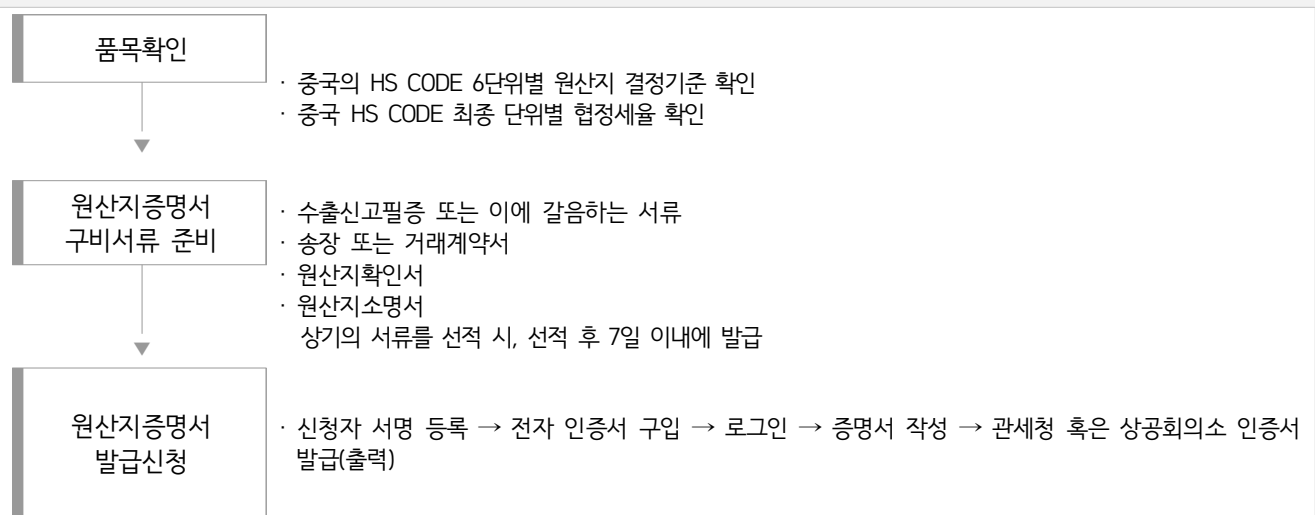 품목확인
· 중국의 HS CODE 6단위별 원산지 결정기준 확인
· 중국 HS CODE 최종 단위별 협정세율 확인
원산지증명서
구비서류 준비
· 수출신고필증 또는 이에 갈음하는 서류
· 송장 또는 거래계약서
· 원산지확인서
· 원산지소명서
상기의 서류를 선적 시, 선적 후 7일 이내에 발급
원산지증명서
발급신청
· 신청자 서명 등록 → 전자 인증서 구입 → 로그인 → 증명서 작성 → 관세청 혹은 상공회의소 인증서
발급(출력)